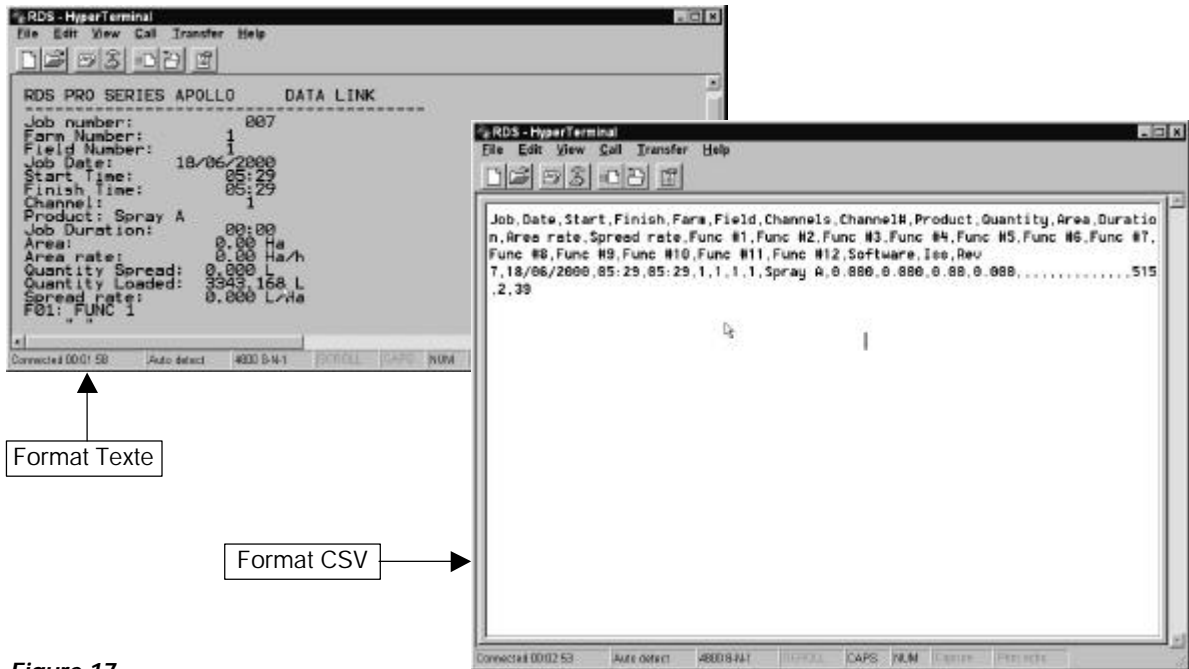 RDS - HyperTerminal
File Edit View Call Transfer Help
RDS PRO SERIES APOLLO DATA LINK
Job number: 007
Farm Number: 1
Field Number: 1
Job Date: 18/06/2000
Start Time: 05:29
Finish Time: 05:29
Channel: 1
Product: Spray A
Job Duration: 00:00
Area: 0.00 Ha
Area rate: 0.00 Ha/h
Quantity Spread: 0.000 L
Quantity Loaded: 3343.168 L
Spread rate: 0.000 L/Ha
F01: FUNC 1
" "
Connected 00:01:58 Auto detect 4800 8-N-1 SCROLL CAPS NUM
Format Texte
RDS - HyperTerminal
File Edit View Call Transfer Help
Job,Date,Start,Finish,Farm,Field,Channels,Channel#,Product,Quantity,Area,Duratio
n,Area rate,Spread rate,Func #1,Func #2,Func #3,Func #4,Func #5,Func #6,Func #7,
Func #8,Func #9,Func #10,Func #11,Func #12,Software,Iss,Rev
7,18/06/2000,05:29,05:29,1,1,1,1,Spray A,0.000,0.000,0.00,0.000,,,,,,,,,,,,,,515
,2,39
Connected 00:02:53 Auto detect 4800 8-N-1 SCROLL CAPS NUM Capture Print echo
Format CSV
Figure 17